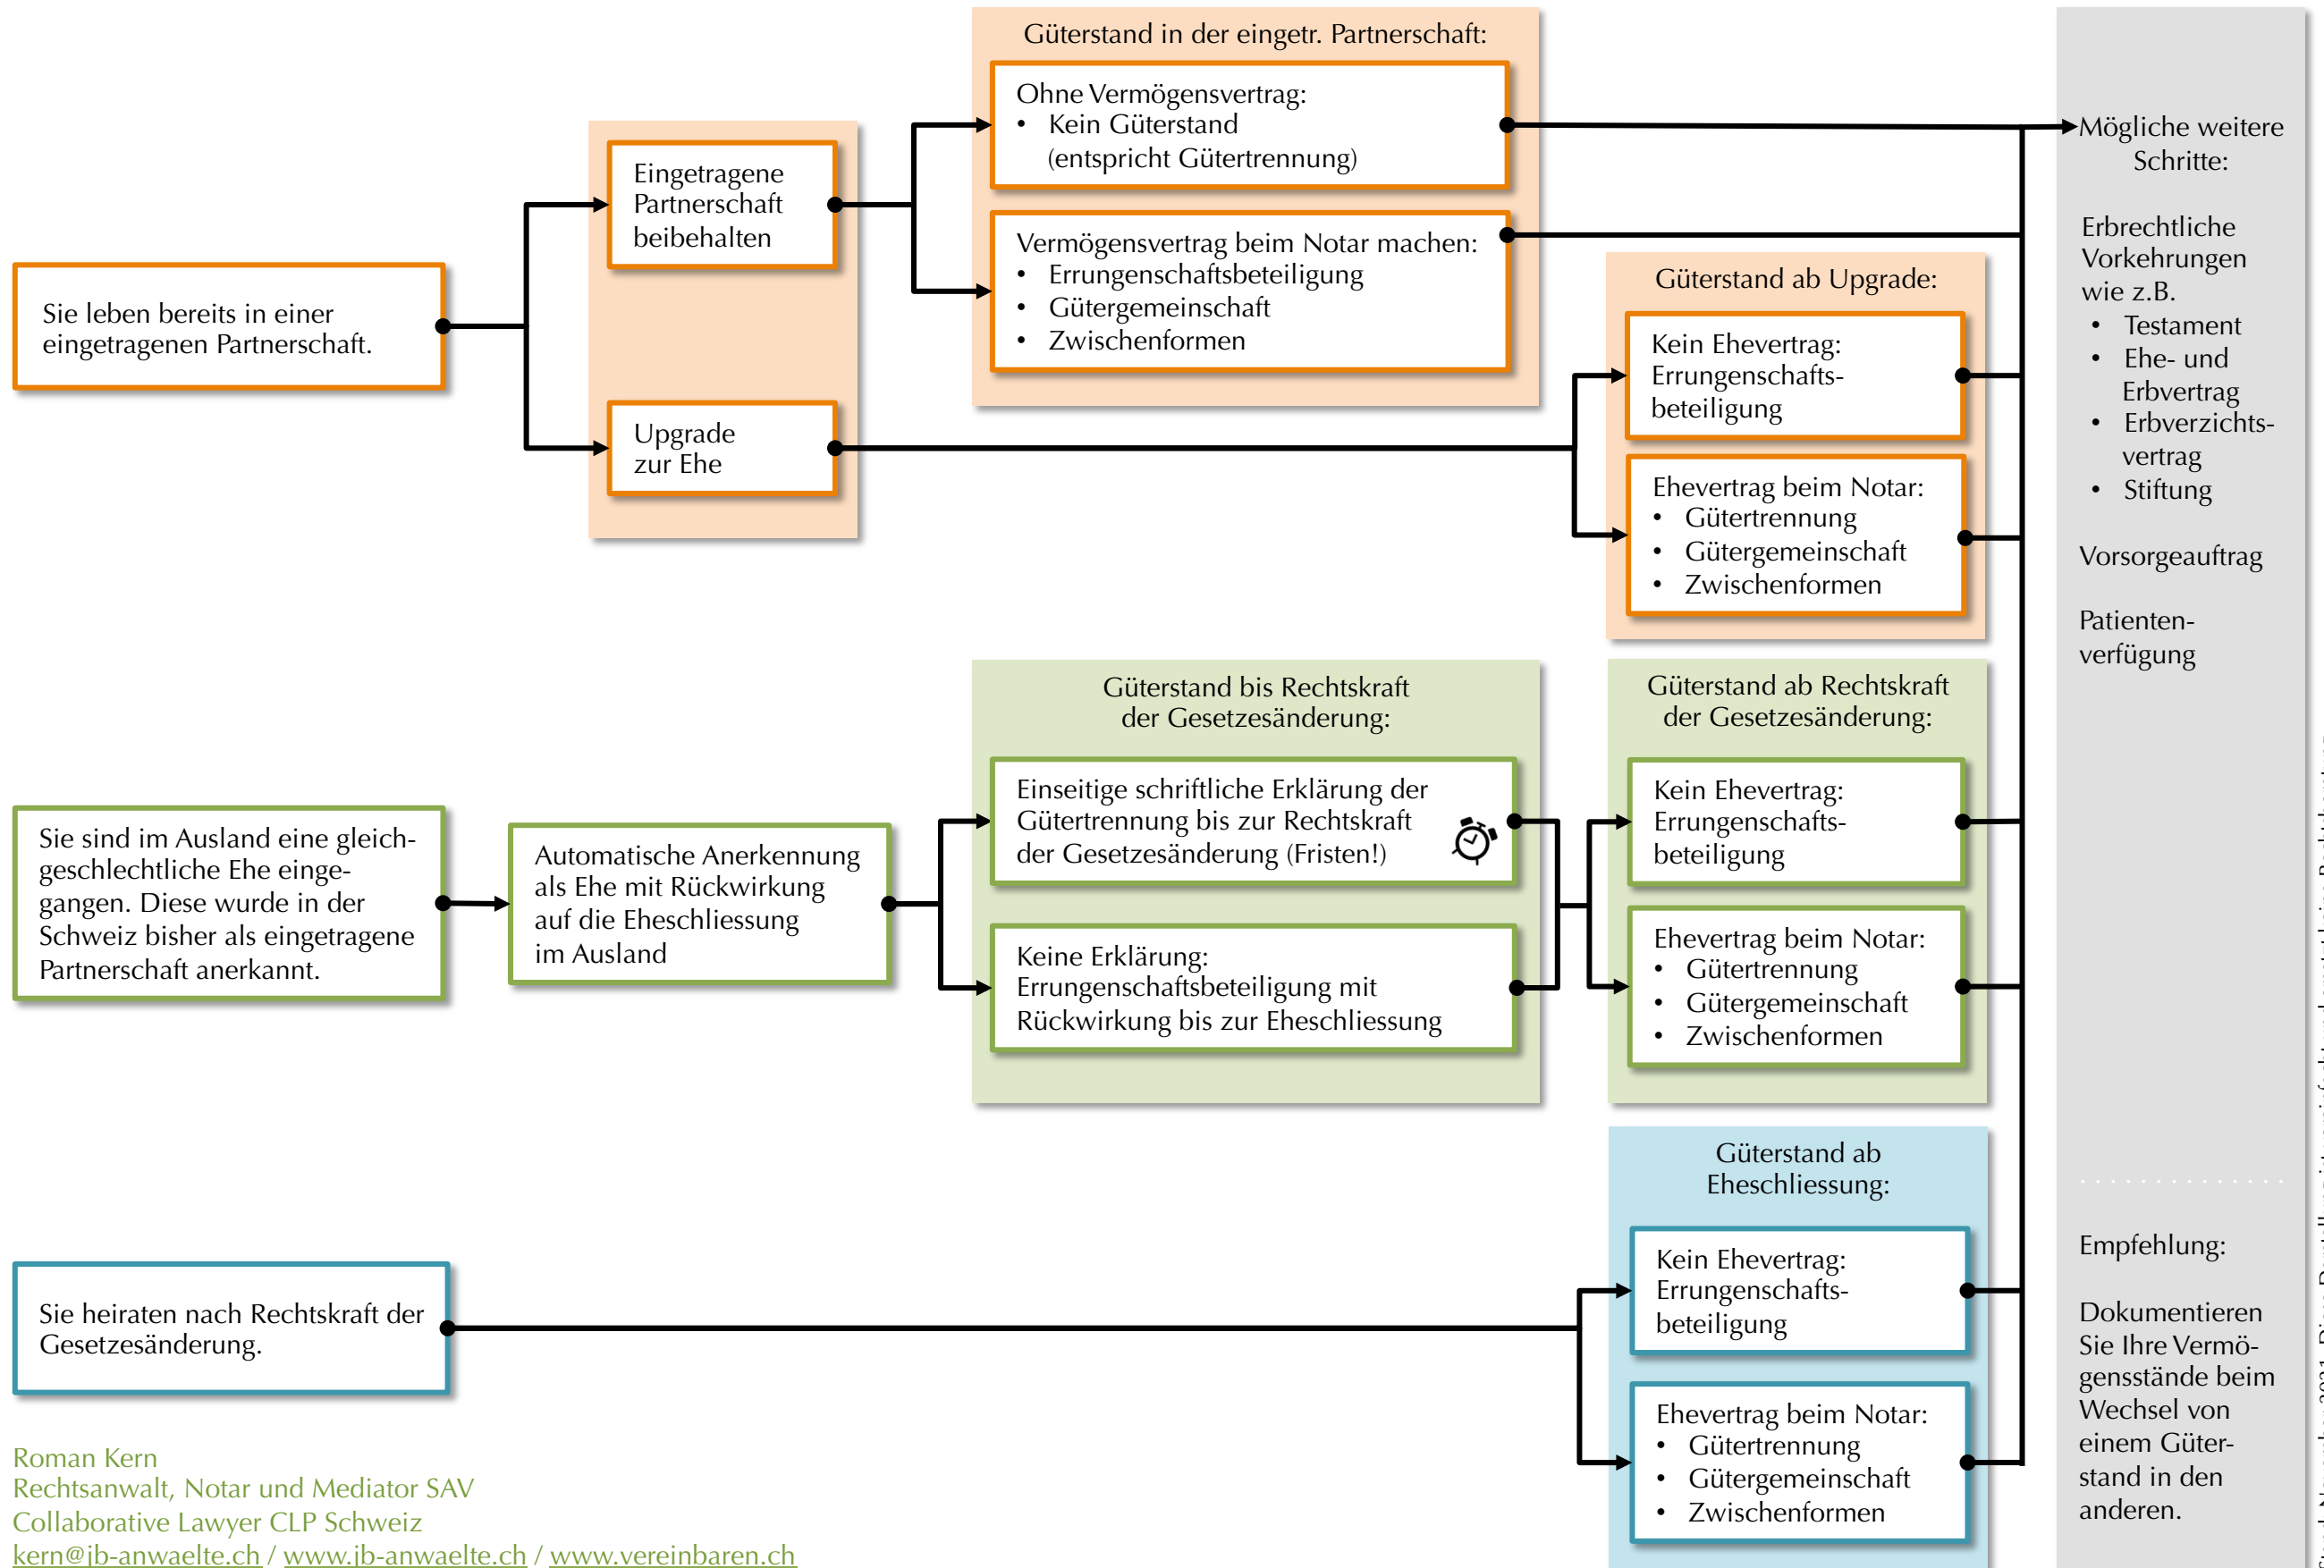 Güterstand in der eingetr. Partnerschaft:
Ohne Vermögensvertrag:
• Kein Güterstand
(entspricht Gütertrennung)
Vermögensvertrag beim Notar machen:
• Errungenschaftsbeteiligung
• Gütergemeinschaft
• Zwischenformen
Eingetragene
Partnerschaft
beibehalten
Sie leben bereits in einer
eingetragenen Partnerschaft.
Upgrade
zur Ehe
Güterstand ab Upgrade:
Kein Ehevertrag:
Errungenschafts-
beteiligung
Ehevertrag beim Notar:
• Gütertrennung
• Gütergemeinschaft
• Zwischenformen
Güterstand bis Rechtskraft
der Gesetzesänderung:
Einseitige schriftliche Erklärung der
Gütertrennung bis zur Rechtskraft
der Gesetzesänderung (Fristen!)
Keine Erklärung:
Errungenschaftsbeteiligung mit
Rückwirkung bis zur Eheschliessung
Sie sind im Ausland eine gleich-
geschlechtliche Ehe einge-
gangen. Diese wurde in der
Schweiz bisher als eingetragene
Partnerschaft anerkannt.
Automatische Anerkennung
als Ehe mit Rückwirkung
auf die Eheschliessung
im Ausland
Güterstand ab Rechtskraft
der Gesetzesänderung:
Kein Ehevertrag:
Errungenschafts-
beteiligung
Ehevertrag beim Notar:
• Gütertrennung
• Gütergemeinschaft
• Zwischenformen
Güterstand ab
Eheschliessung:
Kein Ehevertrag:
Errungenschafts-
beteiligung
Ehevertrag beim Notar:
• Gütertrennung
• Gütergemeinschaft
• Zwischenformen
Sie heiraten nach Rechtskraft der
Gesetzesänderung.
Mögliche weitere
Schritte:
Erbrechtliche
Vorkehrungen
wie z.B.
• Testament
• Ehe- und
Erbvertrag
• Erbverzichts-
vertrag
• Stiftung
Vorsorgeauftrag
Patienten-
verfügung
Empfehlung:
Dokumentieren
Sie Ihre Vermö-
gensstände beim
Wechsel von
einem Güter-
stand in den
anderen.
Roman Kern
Rechtsanwalt, Notar und Mediator SAV
Collaborative Lawyer CLP Schweiz
kern@jb-anwaelte.ch / www.jb-anwaelte.ch / www.vereinbaren.ch